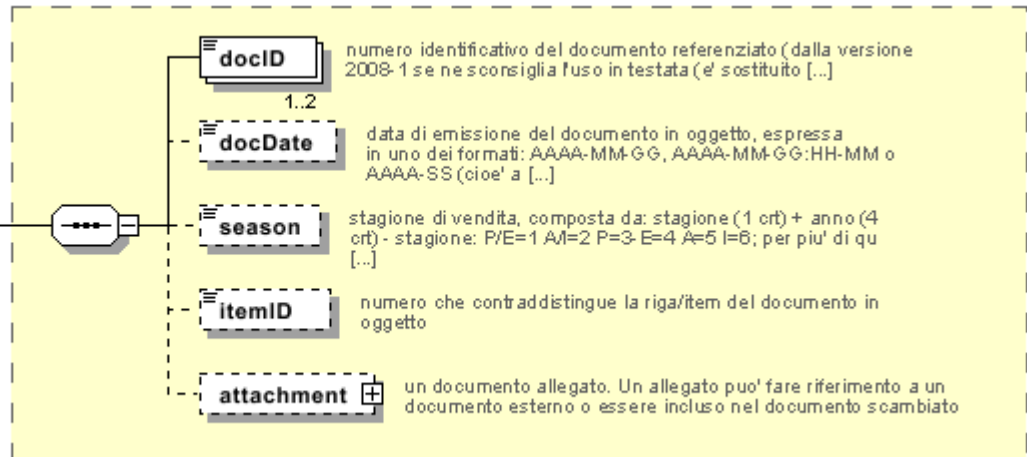 docID
numero identificativo del documento referenziato (dalla versione
2008-1 se ne sconsiglia l'uso in testata (e' sostituito [...]
1..2
docDate
data di emissione del documento in oggetto, espressa
in uno dei formati: AAAA-MM-GG, AAAA-MM-GG:HH-MM o
AAAA-SS (cioe' a [...]
season
stagione di vendita, composta da: stagione (1 crt) + anno (4
crt) - stagione: P/E=1 A/I=2 P=3- E=4 A=5 I=6; per piu' di qu
[...]
itemID
numero che contraddistingue la riga/item del documento in
oggetto
attachment
un documento allegato. Un allegato puo' fare riferimento a un
documento esterno o essere incluso nel documento scambiato